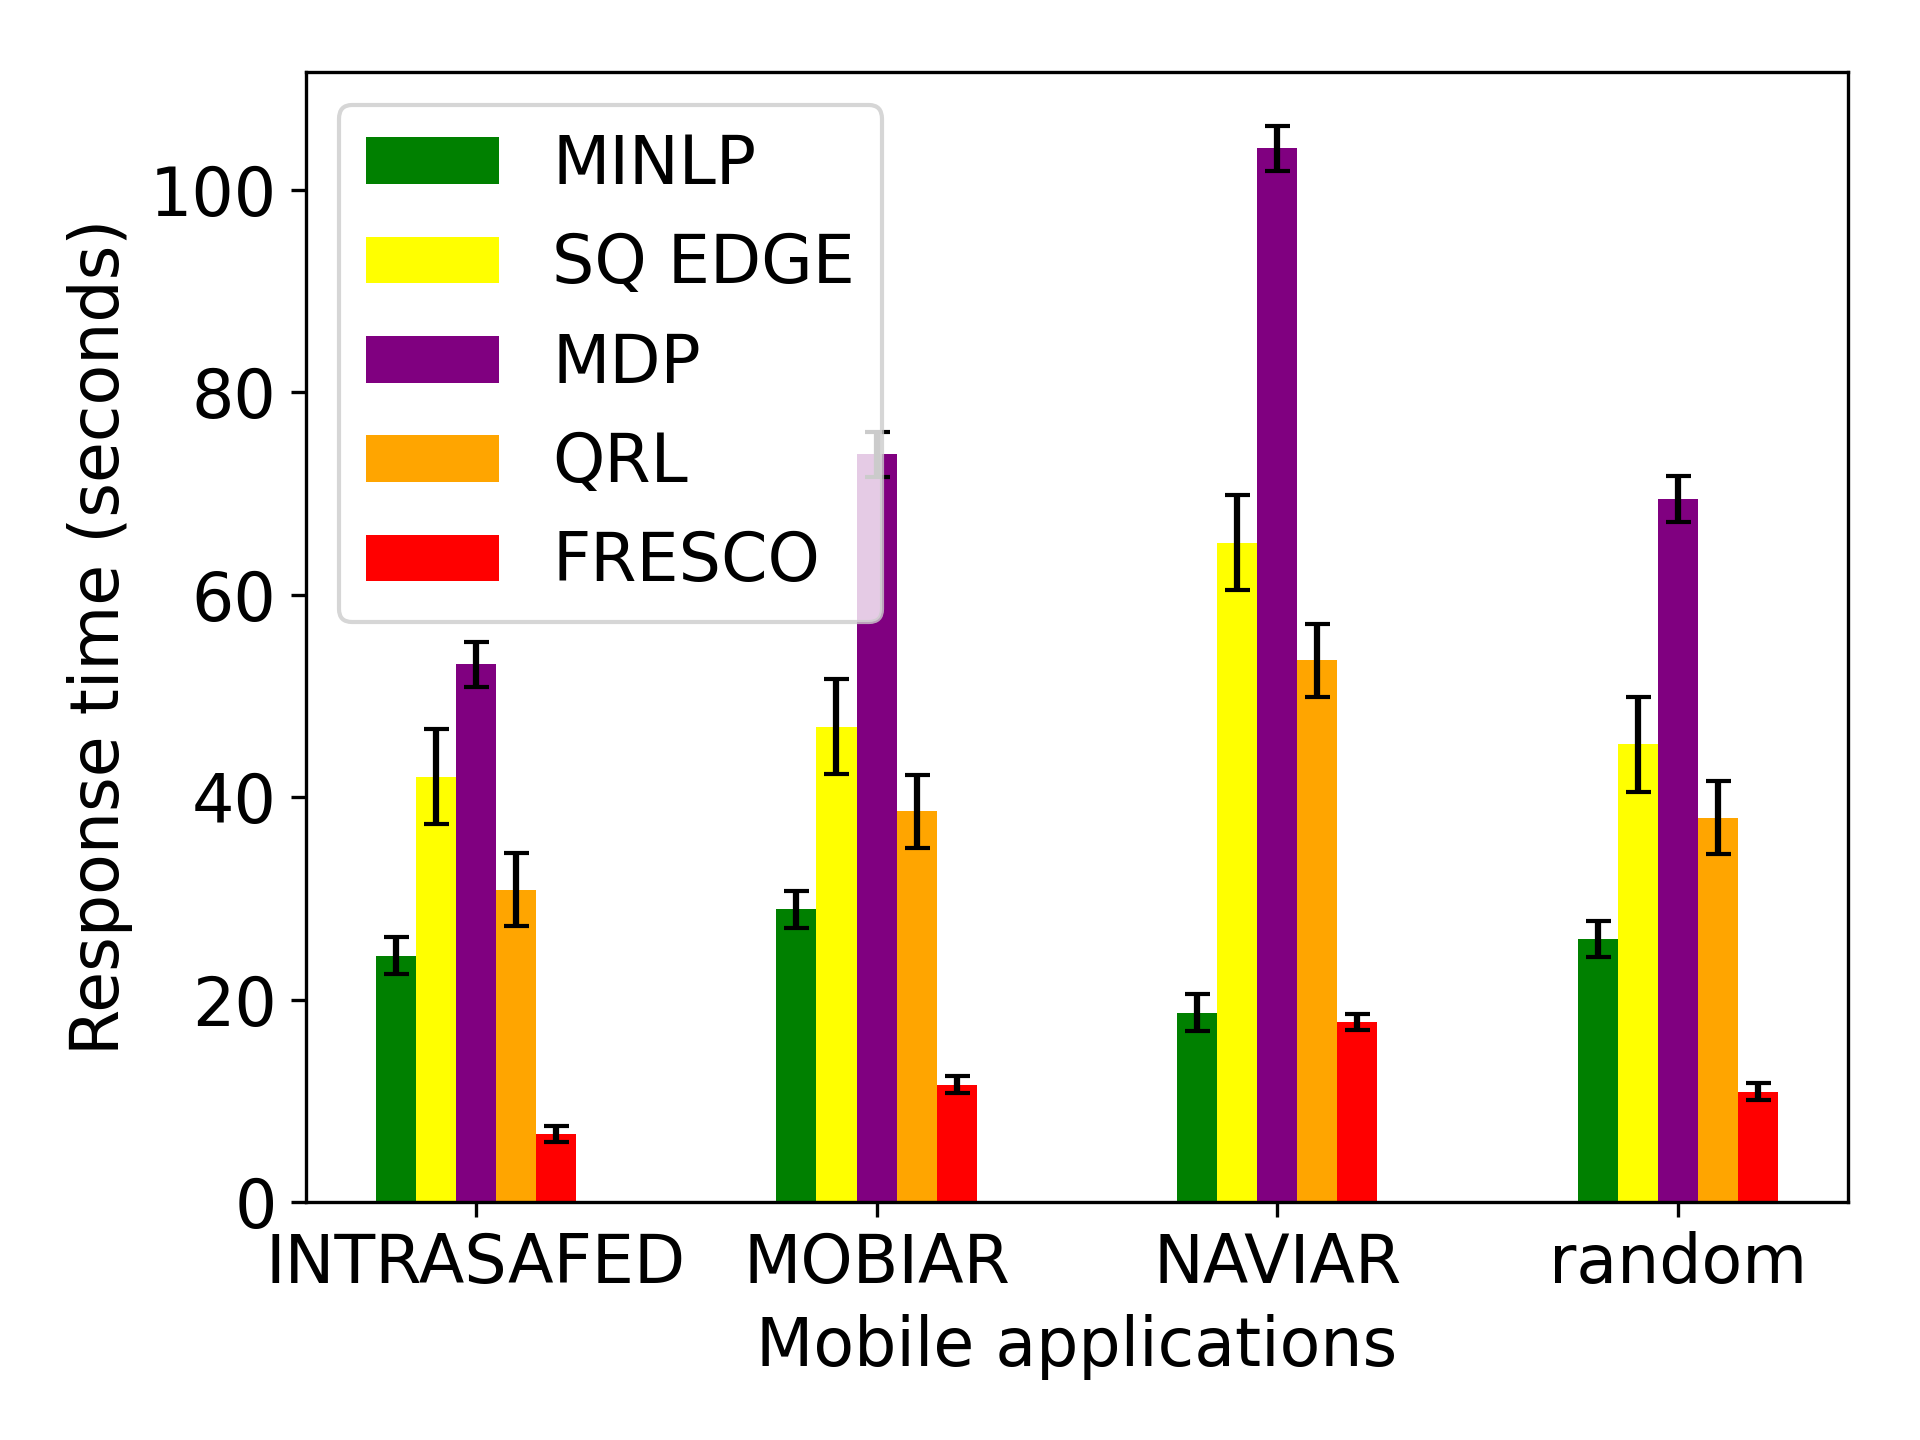 MINLP
SQ EDGE
MDP
QRL
FRESCO
Response time (seconds)
100
80
60
40
20
0
INTRASAFED MOBIAR NAVIAR random
Mobile applications